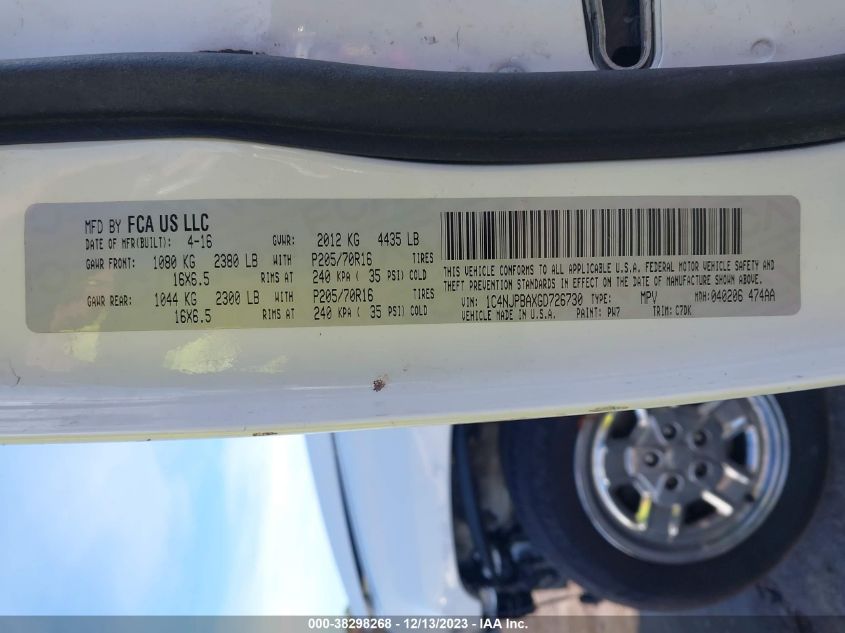 MFD BY FCA US LLC
DATE OF MFR(BUILT): 4-16 GVWR: 2012 KG 4435 LB
GAWR FRONT: 1080 KG 2380 LB WITH P205/70R16 TIRES
16X6.5 RIMS AT 240 KPA ( 35 PSI) COLD
GAWR REAR: 1044 KG 2300 LB WITH P205/70R16 TIRES
16X6.5 RIMS AT 240 KPA ( 35 PSI) COLD
THIS VEHICLE CONFORMS TO ALL APPLICABLE U.S.A. FEDERAL MOTOR VEHICLE SAFETY AND
THEFT PREVENTION STANDARDS IN EFFECT ON THE DATE OF MANUFACTURE SHOWN ABOVE.
VIN: 1C4NJPBAXGD726730 TYPE: MPV MRH: 040206 474AA
VEHICLE MADE IN U.S.A. PAINT: PW7 TRIM: C7DK
000-38298268 - 12/13/2023 - IAA Inc.